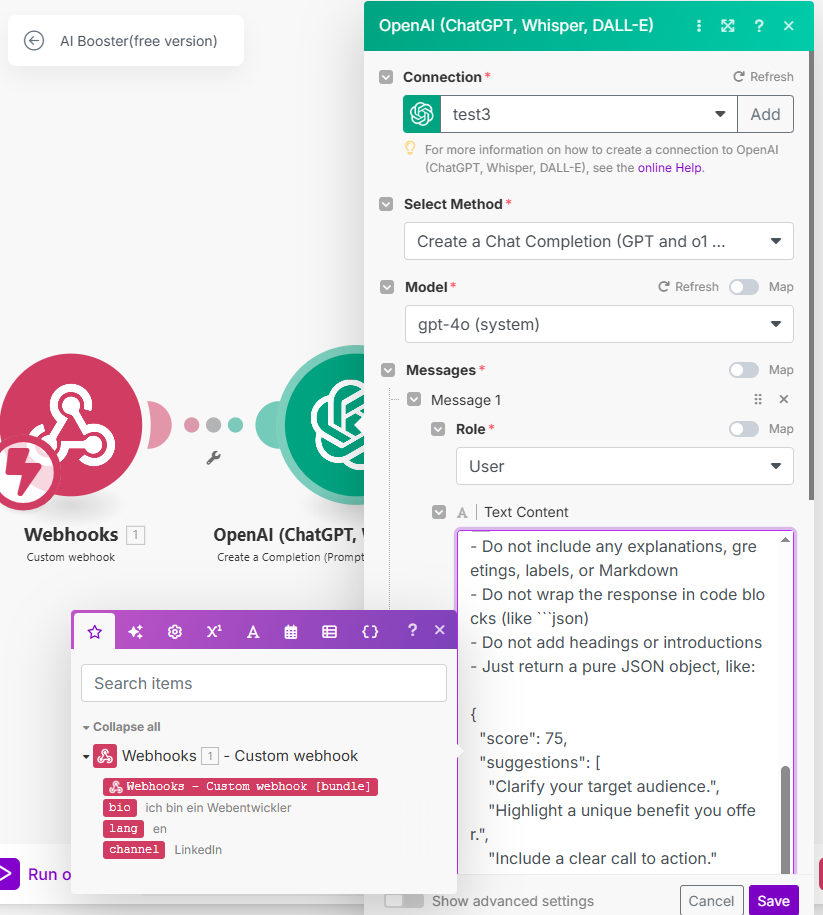 AI Booster(free version)
OpenAI (ChatGPT, Whisper, DALL-E)
?
Connection*
Refresh
test3
Add
For more information on how to create a connection to OpenAI
(ChatGPT, Whisper, DALL-E), see the online Help.
Select Method*
Create a Chat Completion (GPT and o1 ...
Model*
Refresh
Map
gpt-4o (system)
Messages*
Map
Message 1
Role*
Map
User
A
Text Content
- Do not include any explanations, gre
etings, labels, or Markdown
- Do not wrap the response in code blo
cks (like ```json)
- Do not add headings or introductions
- Just return a pure JSON object, like:
{
"score": 75,
"suggestions": [
"Clarify your target audience.",
"Highlight a unique benefit you offe
r.",
"Include a clear call to action."
Show advanced settings
Cancel
Save
Webhooks 1
Custom webhook
OpenAI (ChatGPT, W
Create a Completion (Prompt
X¹
A
{}
?
Search items
Collapse all
Webhooks 1 - Custom webhook
Webhooks - Custom webhook [bundle]
bio ich bin ein Webentwickler
lang en
channel LinkedIn
Run o